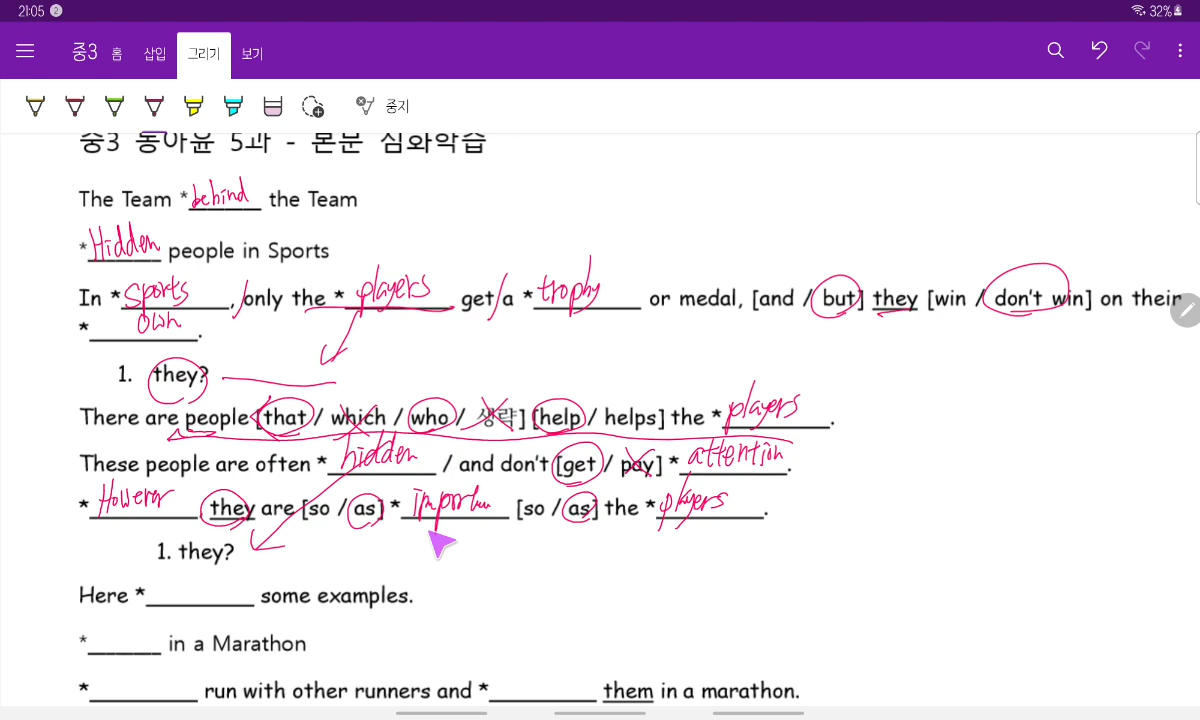 21:05 2 32%
중3 홈 삽입 그리기 보기
중지
중3 동아윤 5과 - 본문 심화학습
The Team *behind the Team
*Hidden people in Sports
In *sports, only the *players get a *trophy or medal, [and / but] they [win / don't win] on their
*own.
1. they?
There are people [that / which / who / 생략] [help / helps] the *players.
These people are often *hidden / and don't [get / pay] *attention.
*However they are [so / as] * [so / as] the *players.
1. they?
Here *________ some examples.
*______ in a Marathon
*________ run with other runners and *________ them in a marathon.